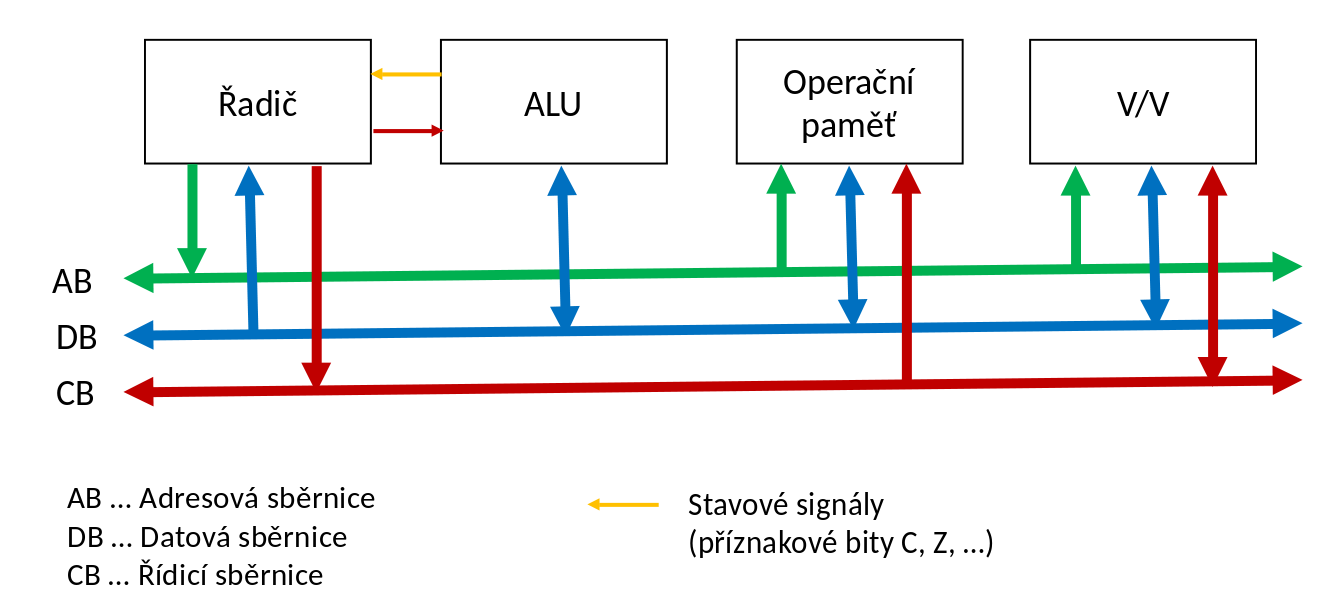 Řadič
ALU
Operační
paměť
V/V
AB
DB
CB
AB ... Adresová sběrnice
DB ... Datová sběrnice
CB ... Řídicí sběrnice
Stavové signály
(příznakové bity C, Z, ...)